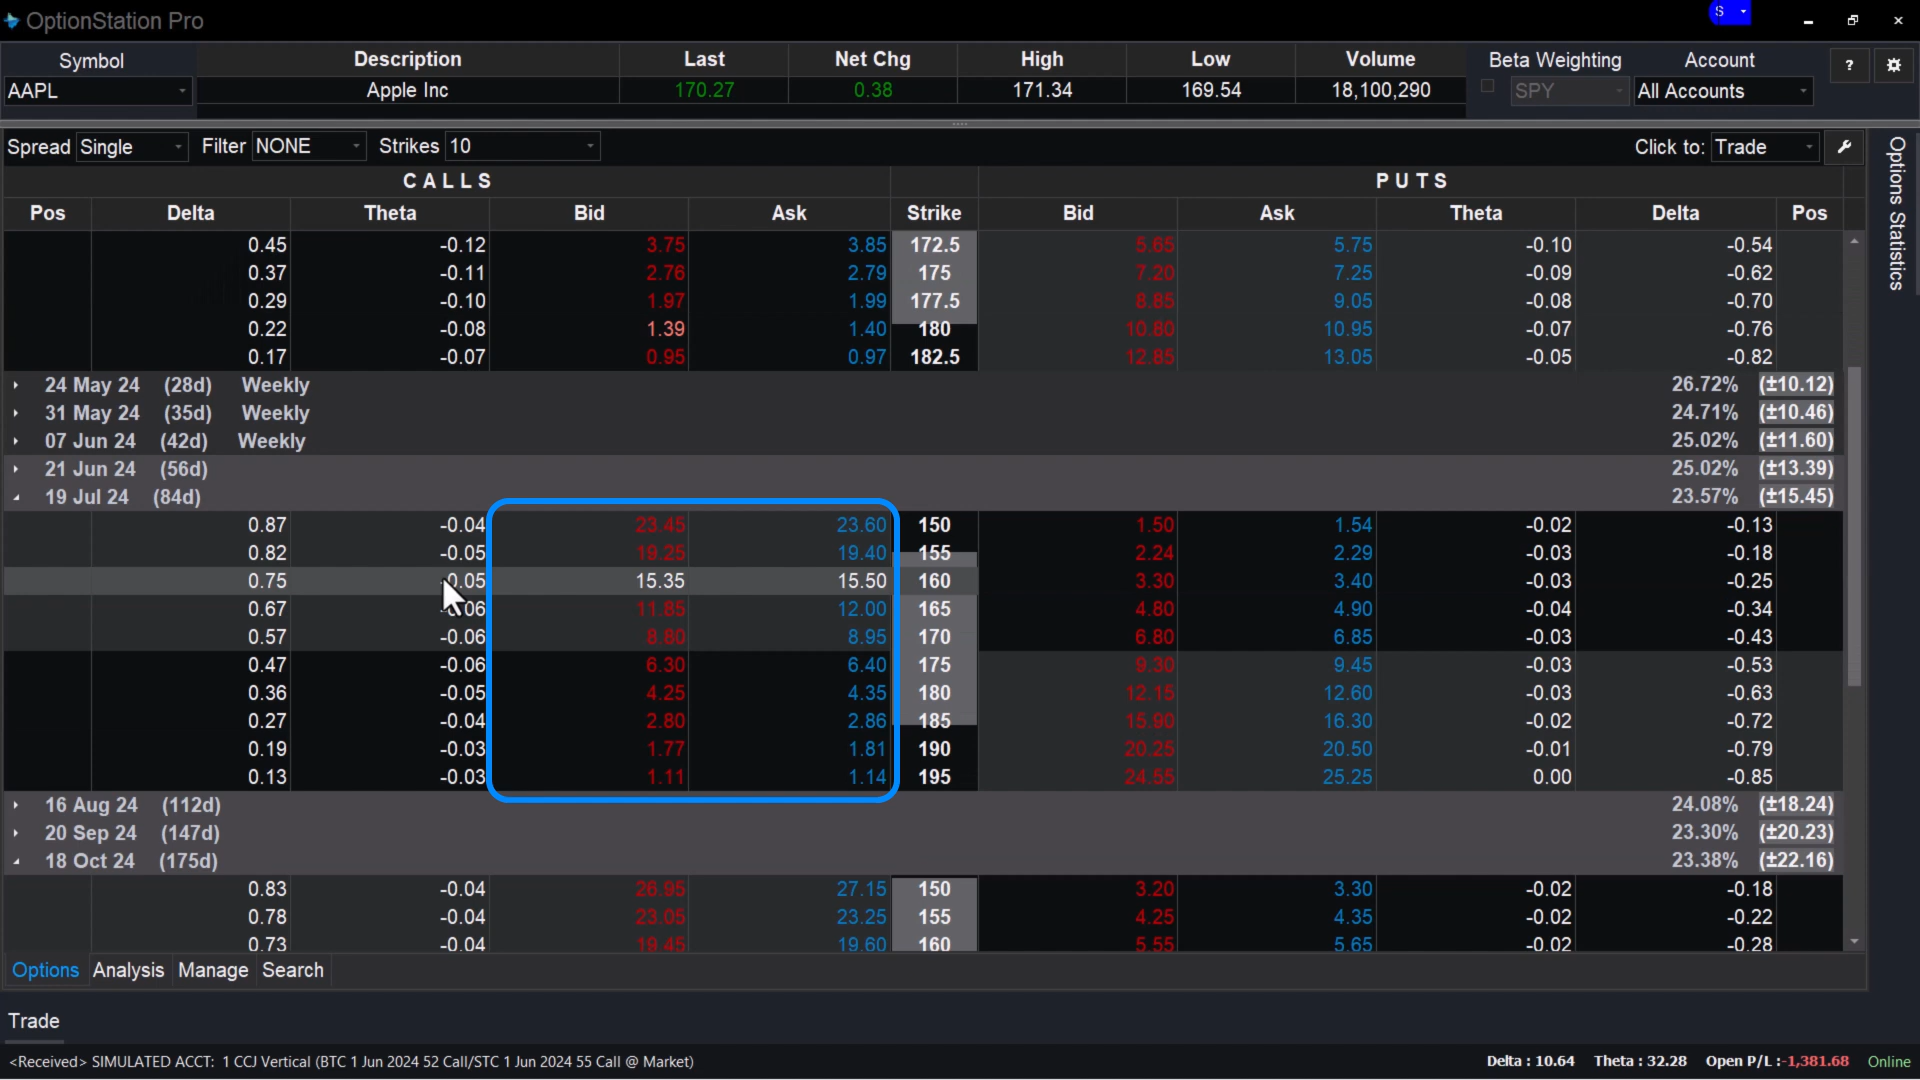 OptionStation Pro
S
Symbol Description Last Net Chg High Low Volume Beta Weighting Account
AAPL Apple Inc 170.27 0.38 171.34 169.54 18,100,290 SPY All Accounts ?
Spread Single Filter NONE Strikes 10 Click to: Trade
Options Statistics
CALLS PUTS
Pos Delta Theta Bid Ask Strike Bid Ask Theta Delta Pos
0.45 -0.12 3.75 3.85 172.5 5.65 5.75 -0.10 -0.54
0.37 -0.11 2.76 2.79 175 7.20 7.25 -0.09 -0.62
0.29 -0.10 1.97 1.99 177.5 8.85 9.05 -0.08 -0.70
0.22 -0.08 1.39 1.40 180 10.80 10.95 -0.07 -0.76
0.17 -0.07 0.95 0.97 182.5 12.85 13.05 -0.05 -0.82
24 May 24 (28d) Weekly 26.72% (±10.12)
31 May 24 (35d) Weekly 24.71% (±10.46)
07 Jun 24 (42d) Weekly 25.02% (±11.60)
21 Jun 24 (56d) 25.02% (±13.39)
19 Jul 24 (84d) 23.57% (±15.45)
0.87 -0.04 23.45 23.60 150 1.50 1.54 -0.02 -0.13
0.82 -0.05 19.25 19.40 155 2.24 2.29 -0.03 -0.18
0.75 -0.05 15.35 15.50 160 3.30 3.40 -0.03 -0.25
0.67 -0.06 11.85 12.00 165 4.80 4.90 -0.04 -0.34
0.57 -0.06 8.80 8.95 170 6.80 6.85 -0.03 -0.43
0.47 -0.06 6.30 6.40 175 9.30 9.45 -0.03 -0.53
0.36 -0.05 4.25 4.35 180 12.15 12.60 -0.03 -0.63
0.27 -0.04 2.80 2.86 185 15.90 16.30 -0.02 -0.72
0.19 -0.03 1.77 1.81 190 20.25 20.50 -0.01 -0.79
0.13 -0.03 1.11 1.14 195 24.55 25.25 0.00 -0.85
16 Aug 24 (112d) 24.08% (±18.24)
20 Sep 24 (147d) 23.30% (±20.23)
18 Oct 24 (175d) 23.38% (±22.16)
0.83 -0.04 26.95 27.15 150 3.20 3.30 -0.02 -0.18
0.78 -0.04 23.05 23.25 155 4.25 4.35 -0.02 -0.22
0.73 -0.04 19.45 19.60 160 5.55 5.65 -0.02 -0.28
Options Analysis Manage Search
Trade
<Received> SIMULATED ACCT: 1 CCJ Vertical (BTC 1 Jun 2024 52 Call/STC 1 Jun 2024 55 Call @ Market) Delta : 10.64 Theta : 32.28 Open P/L :-1,381.68 Online